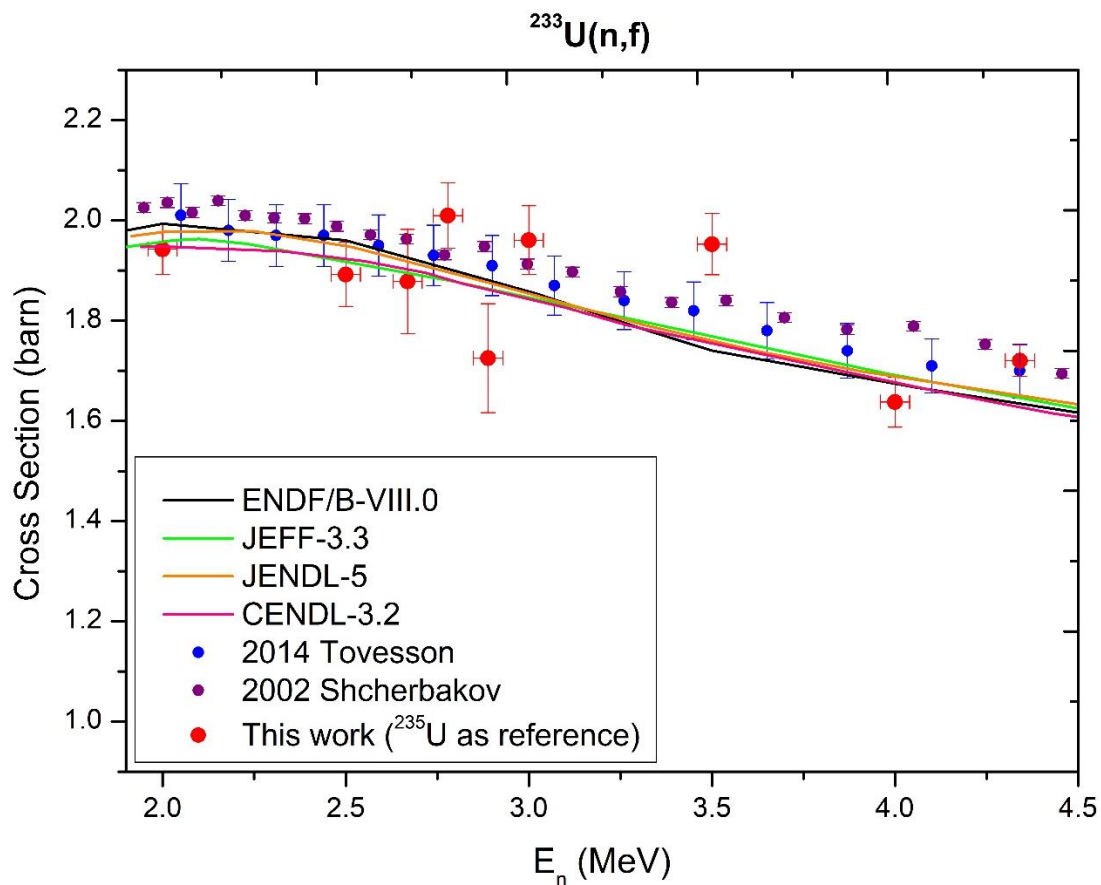 ²³³U(n,f)
Cross Section (barn)
2.2
2.0
1.8
1.6
1.4
1.2
1.0
ENDF/B-VIII.0
JEFF-3.3
JENDL-5
CENDL-3.2
2014 Tovesson
2002 Shcherbakov
This work (²³⁵U as reference)
2.0 2.5 3.0 3.5 4.0 4.5
Eₙ (MeV)